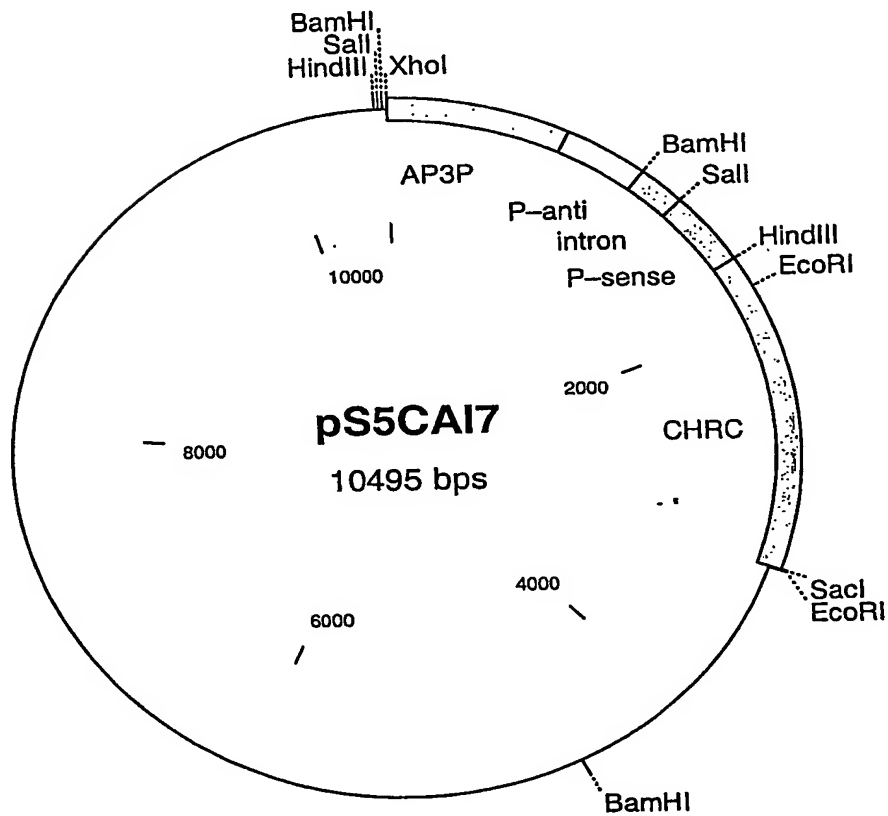 BamHI
SalI
HindIII XhoI
BamHI
AP3P
SalI
P-anti
intron
HindIII
EcoRI
P-sense
10000
2000
pS5CAI7
CHRC
8000
10495 bps
4000
SacI
EcoRI
6000
BamHI